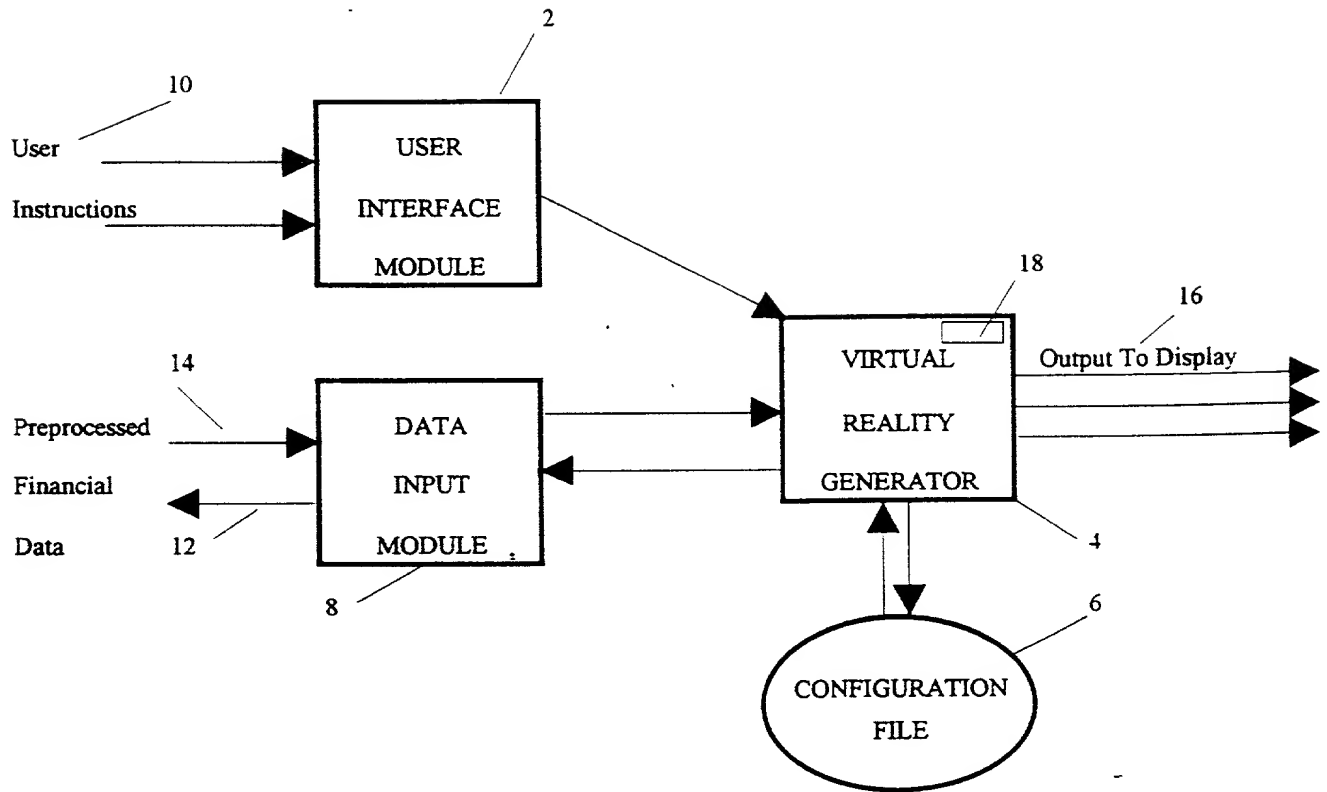 2
10
User
Instructions
USER
INTERFACE
MODULE
18
16
Output To Display
VIRTUAL
REALITY
GENERATOR
14
Preprocessed
Financial
Data
12
DATA
INPUT
MODULE
8
4
6
CONFIGURATION
FILE